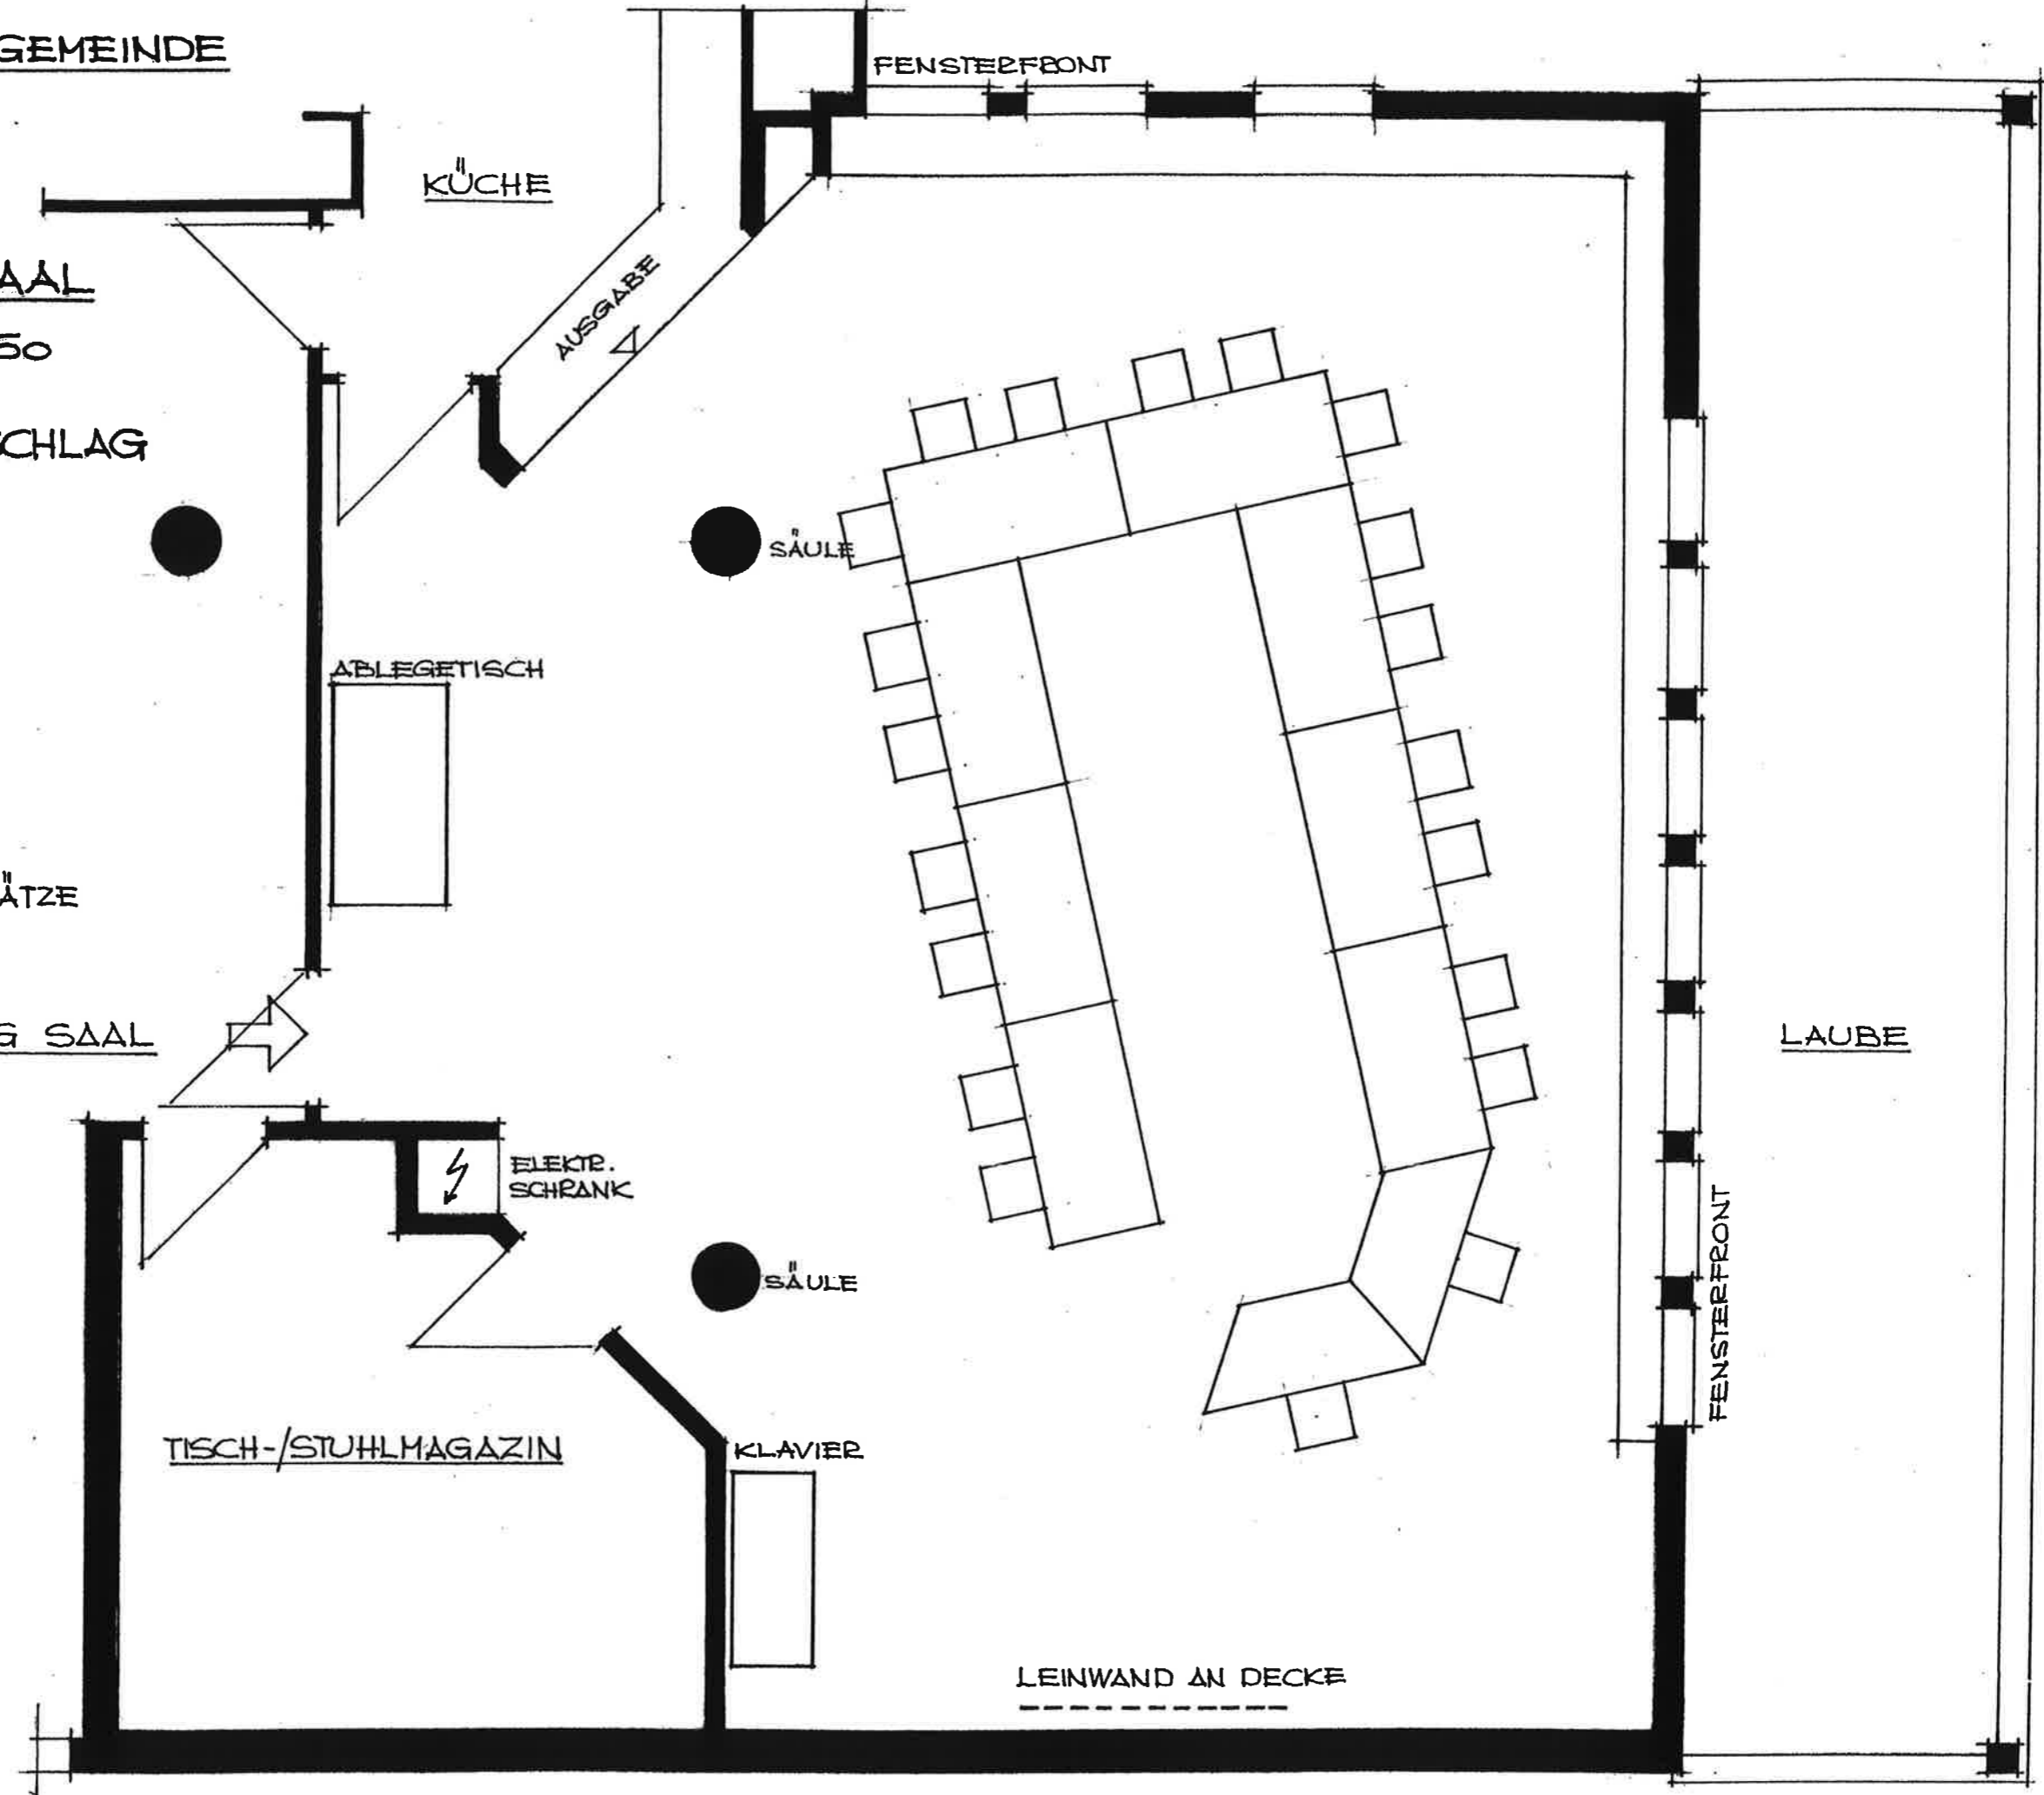 GEMEINDE
FENSTERFRONT
KÜCHE
AAL
50
AUSGABE
SCHLAG
SÄULE
ABLEGETISCH
ÄTZE
G SAAL
LAUBE
ELEKTR.
SCHRANK
FENSTERFRONT
SÄULE
TISCH-/STUHLMAGAZIN
KLAVIER
LEINWAND AN DECKE